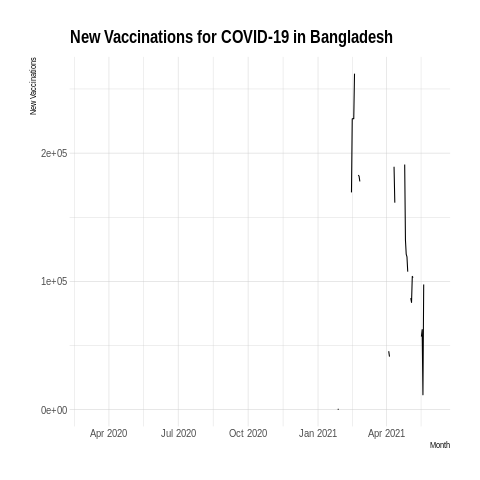 New Vaccinations for COVID-19 in Bangladesh
New Vaccinations
2e+05
1e+05
0e+00
Apr 2020 Jul 2020 Oct 2020 Jan 2021 Apr 2021
Month